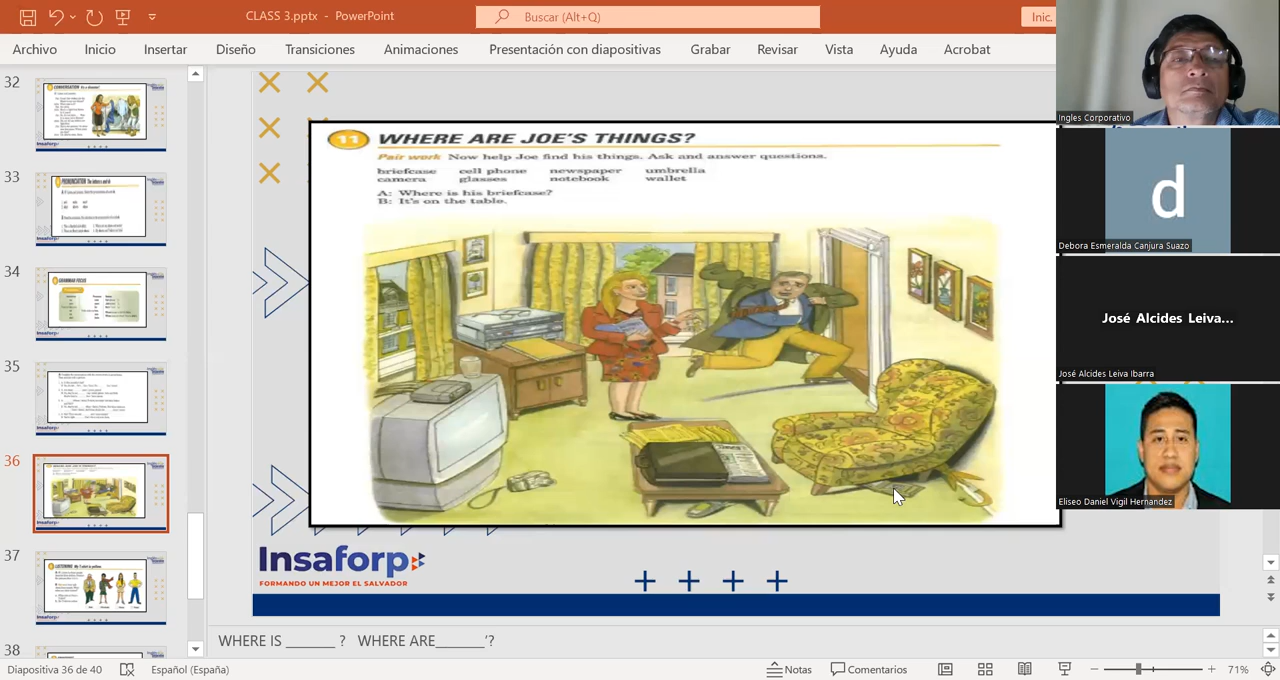 CLASS 3.pptx - PowerPoint
Buscar (Alt+Q)
Inic.
Archivo Inicio Insertar Diseño Transiciones Animaciones Presentación con diapositivas Grabar Revisar Vista Ayuda Acrobat
32
33
34
35
36
37
38
11 WHERE ARE JOE'S THINGS?
Pair work Now help Joe find his things. Ask and answer questions.
briefcase cell phone newspaper umbrella
camera glasses notebook wallet
A: Where is his briefcase?
B: It's on the table.
Insaforp
FORMANDO UN MEJOR EL SALVADOR
WHERE IS _______ ? WHERE ARE_______'?
Diapositiva 36 de 40 Español (España) Notas Comentarios 71%
Ingles Corporativo
d
Debora Esmeralda Canjura Suazo
José Alcides Leiva...
José Alcides Leiva Ibarra
Eliseo Daniel Vigil Hernandez